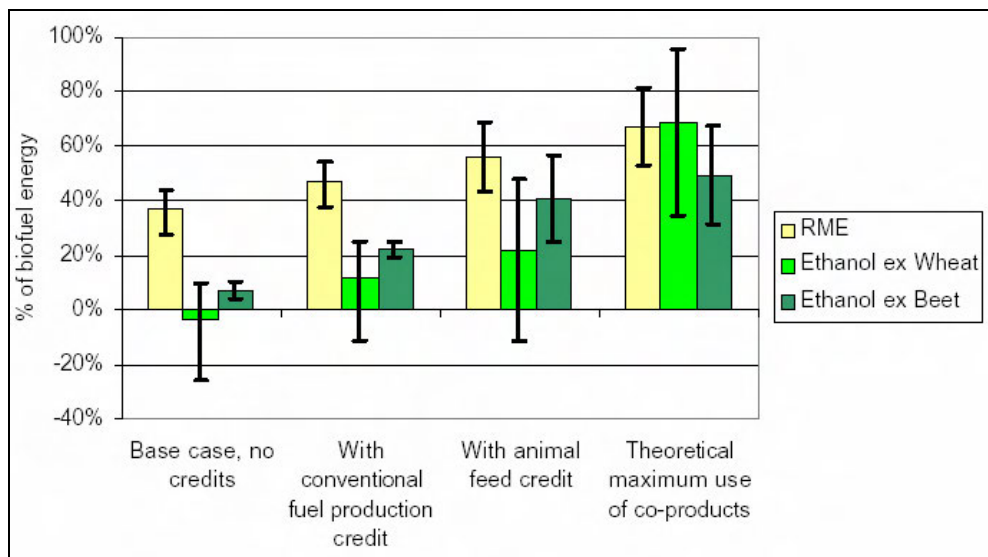 % of biofuel energy
100%
80%
60%
40%
20%
0%
-20%
-40%
Base case, no
credits
With
conventional
fuel production
credit
With animal
feed credit
Theoretical
maximum use
of co-products
RME
Ethanol ex Wheat
Ethanol ex Beet